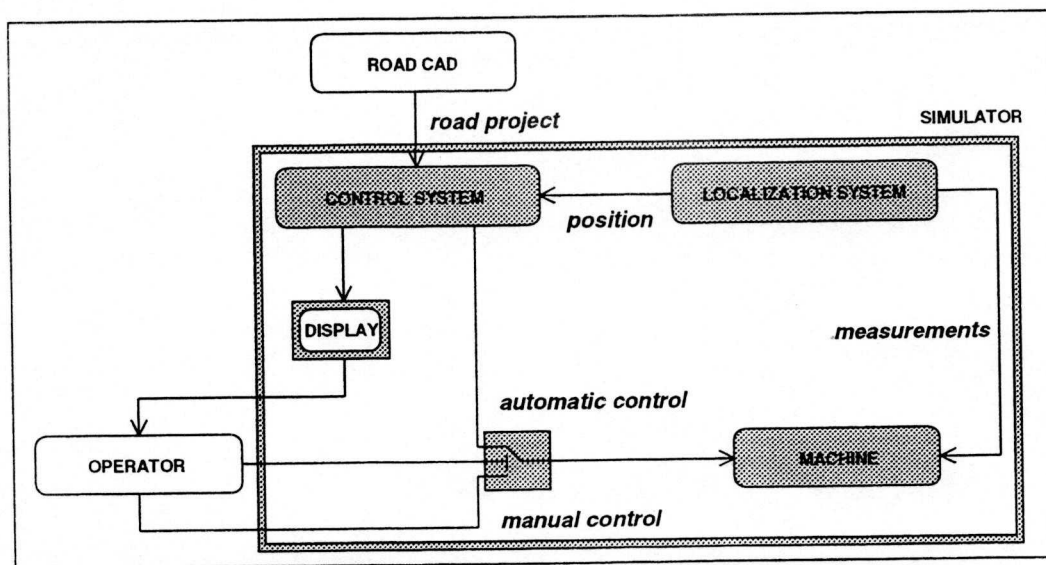 ROAD CAD
road project
SIMULATOR
CONTROL SYSTEM
LOCALIZATION SYSTEM
position
DISPLAY
measurements
automatic control
OPERATOR
MACHINE
manual control